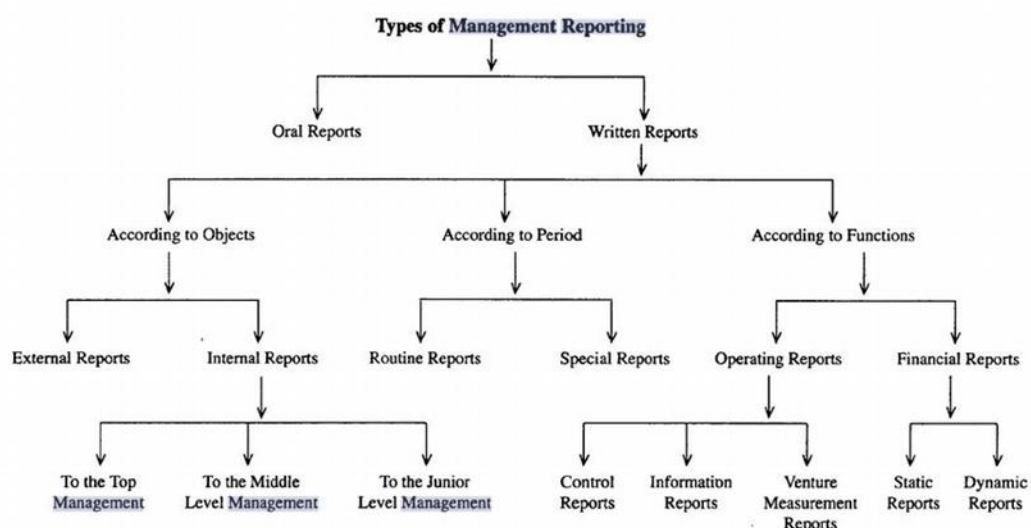 Types of Management Reporting
Oral Reports
Written Reports
According to Objects
According to Period
According to Functions
External Reports
Internal Reports
Routine Reports
Special Reports
Operating Reports
Financial Reports
To the Top
Management
To the Middle
Level Management
To the Junior
Level Management
Control
Reports
Information
Reports
Venture
Measurement
Reports
Static
Reports
Dynamic
Reports